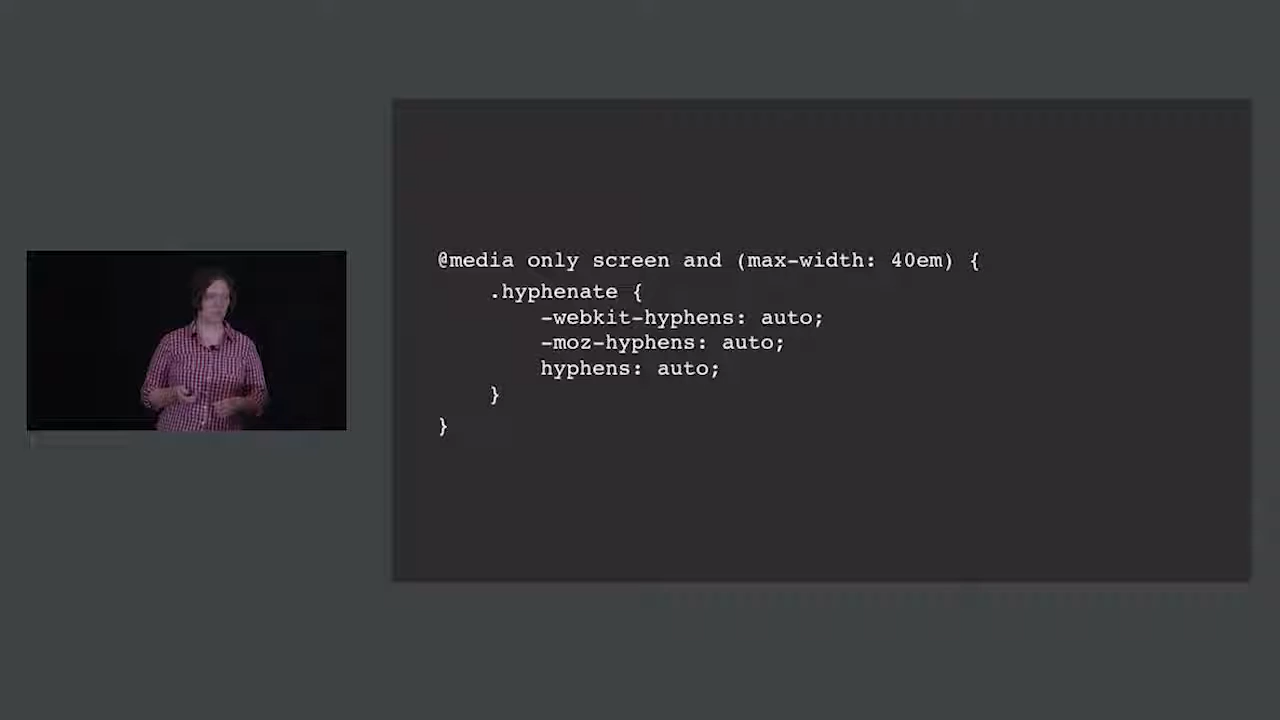 @media only screen and (max-width: 40em) {
.hyphenate {
-webkit-hyphens: auto;
-moz-hyphens: auto;
hyphens: auto;
}
}